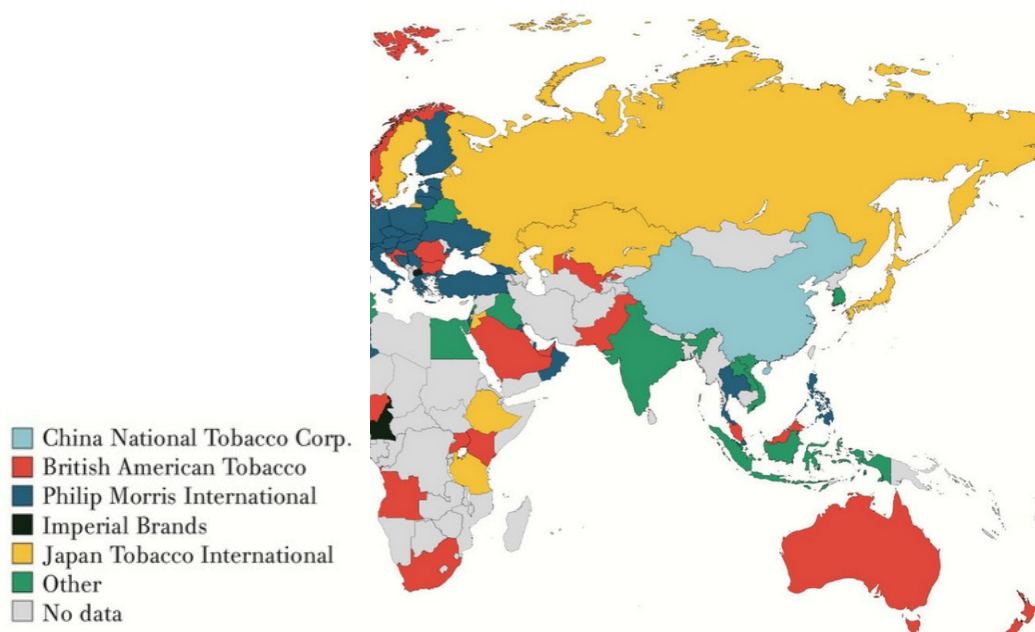 China National Tobacco Corp.
British American Tobacco
Philip Morris International
Imperial Brands
Japan Tobacco International
Other
No data